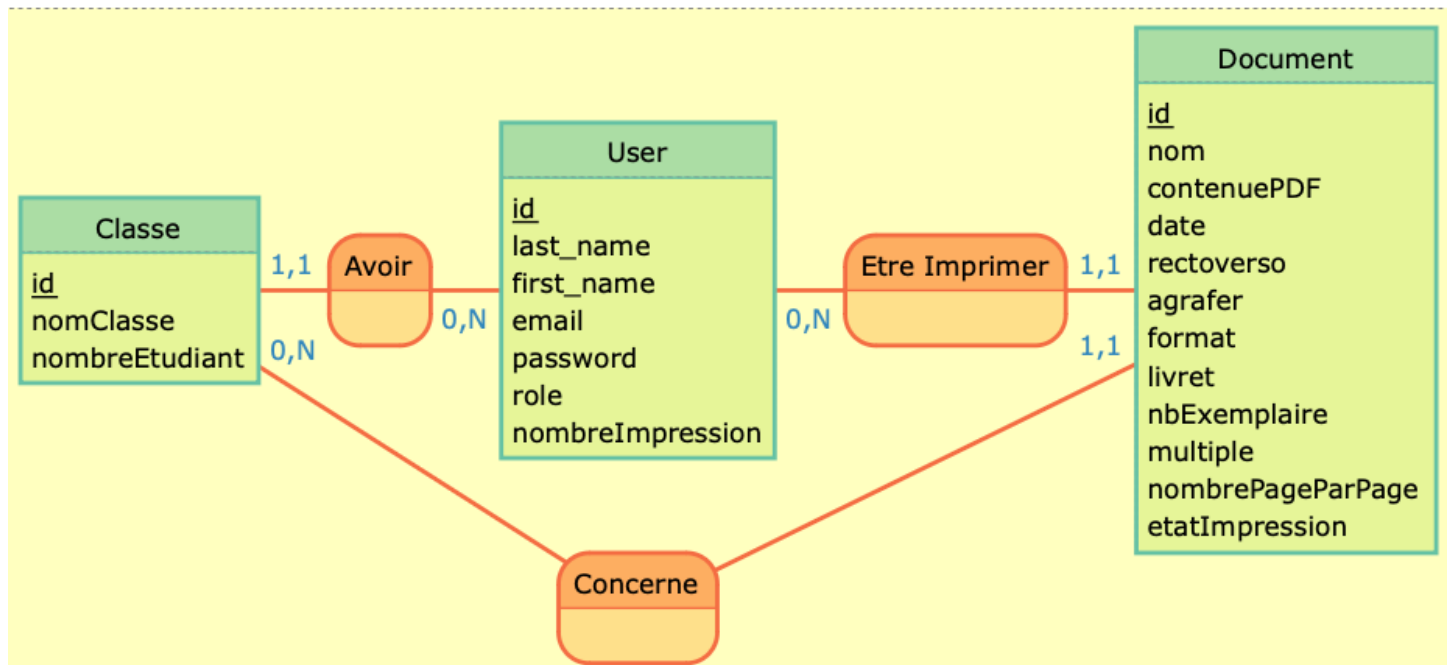 Classe
id
nomClasse
nombreEtudiant
1,1
0,N
Avoir
0,N
User
id
last_name
first_name
email
password
role
nombreImpression
0,N
Etre Imprimer
1,1
1,1
Document
id
nom
contenuePDF
date
rectoverso
agrafer
format
livret
nbExemplaire
multiple
nombrePageParPage
etatImpression
Concerne